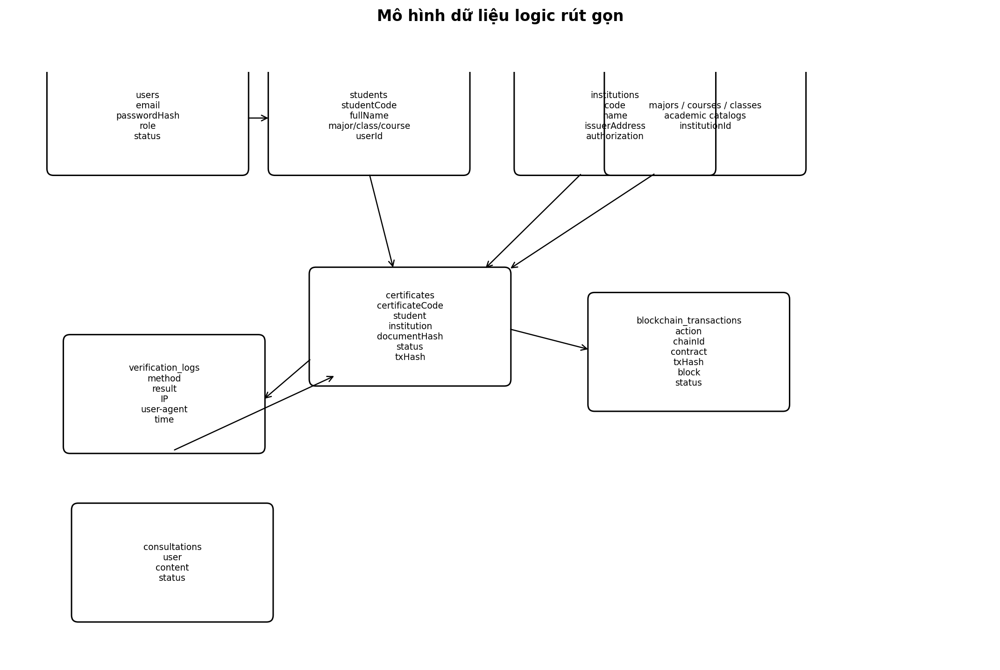 Mô hình dữ liệu logic rút gọn
users
email
passwordHash
role
status
students
studentCode
fullName
major/class/course
userId
institutions
code
name
issuerAddress
authorization
majors / courses / classes
academic catalogs
institutionId
certificates
certificateCode
student
institution
documentHash
status
txHash
blockchain_transactions
action
chainId
contract
txHash
block
status
verification_logs
method
result
IP
user-agent
time
consultations
user
content
status